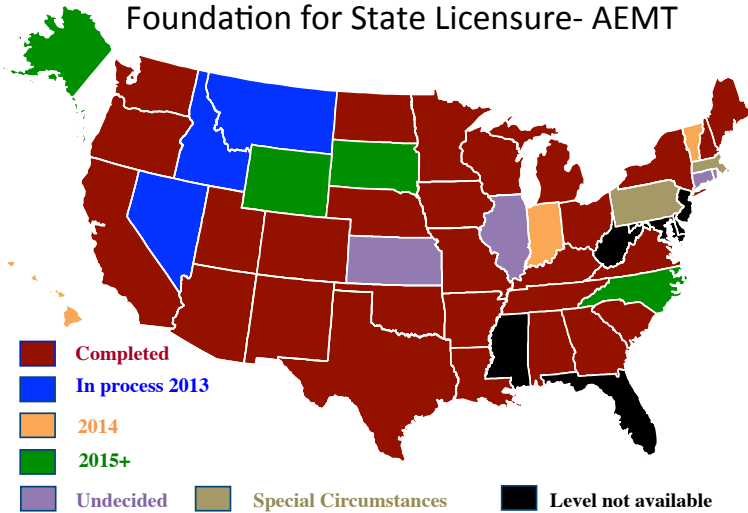 Foundation for State Licensure- AEMT
Completed
In process 2013
2014
2015+
Undecided Special Circumstances Level not available